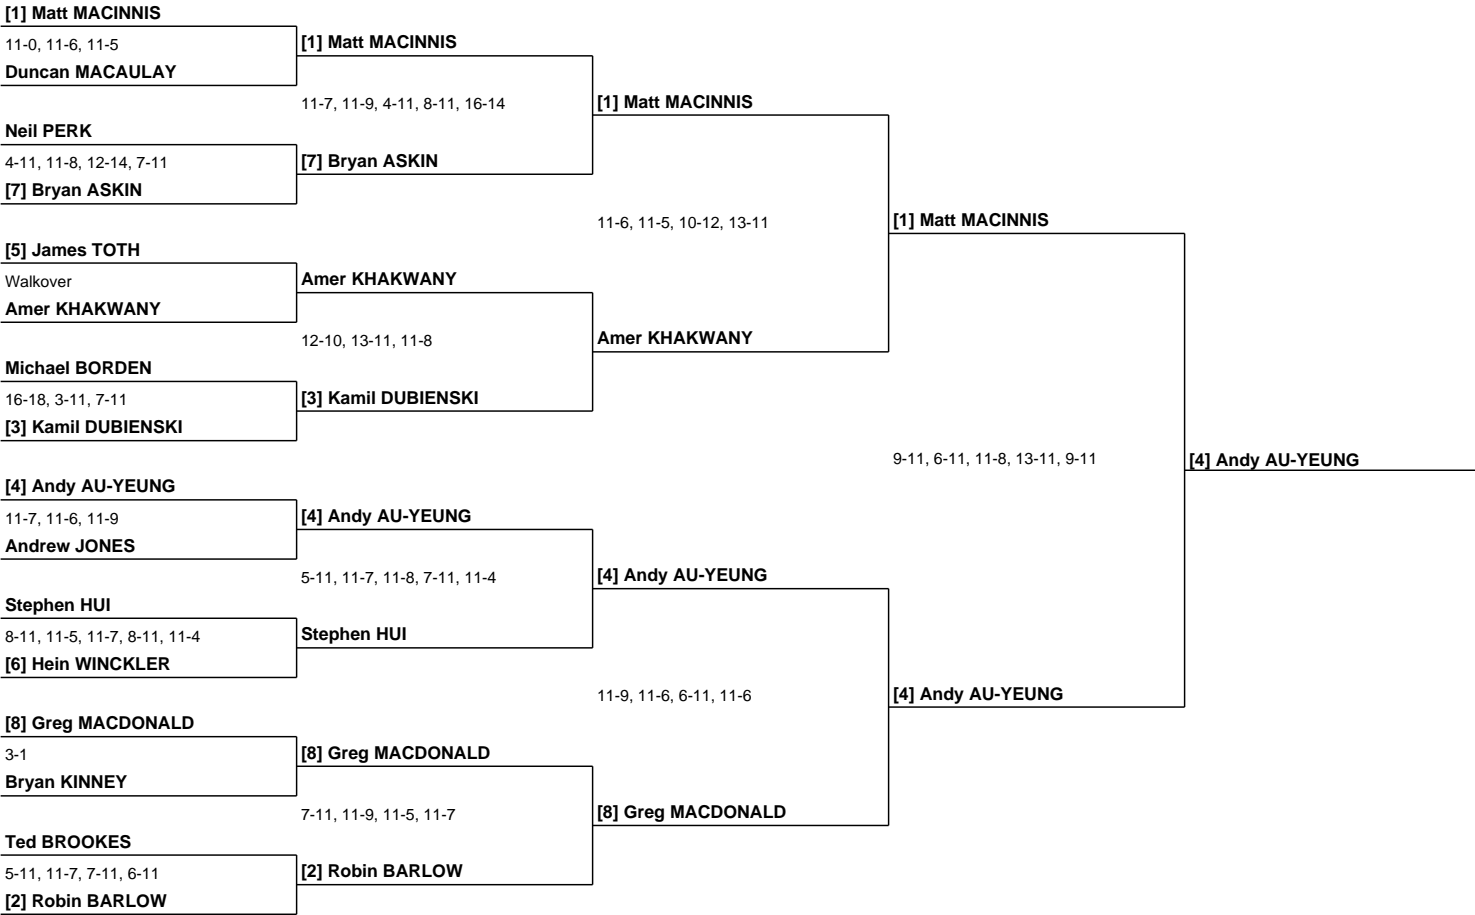 [1] Matt MACINNIS
11-0, 11-6, 11-5
Duncan MACAULAY
Neil PERK
4-11, 11-8, 12-14, 7-11
[7] Bryan ASKIN
[5] James TOTH
Walkover
Amer KHAKWANY
Michael BORDEN
16-18, 3-11, 7-11
[3] Kamil DUBIENSKI
[4] Andy AU-YEUNG
11-7, 11-6, 11-9
Andrew JONES
Stephen HUI
8-11, 11-5, 11-7, 8-11, 11-4
[6] Hein WINCKLER
[8] Greg MACDONALD
3-1
Bryan KINNEY
Ted BROOKES
5-11, 11-7, 7-11, 6-11
[2] Robin BARLOW
[1] Matt MACINNIS
11-7, 11-9, 4-11, 8-11, 16-14
[7] Bryan ASKIN
Amer KHAKWANY
12-10, 13-11, 11-8
[3] Kamil DUBIENSKI
[4] Andy AU-YEUNG
5-11, 11-7, 11-8, 7-11, 11-4
Stephen HUI
[8] Greg MACDONALD
7-11, 11-9, 11-5, 11-7
[2] Robin BARLOW
[1] Matt MACINNIS
11-6, 11-5, 10-12, 13-11
Amer KHAKWANY
[4] Andy AU-YEUNG
11-9, 11-6, 6-11, 11-6
[8] Greg MACDONALD
[1] Matt MACINNIS
9-11, 6-11, 11-8, 13-11, 9-11
[4] Andy AU-YEUNG
[4] Andy AU-YEUNG